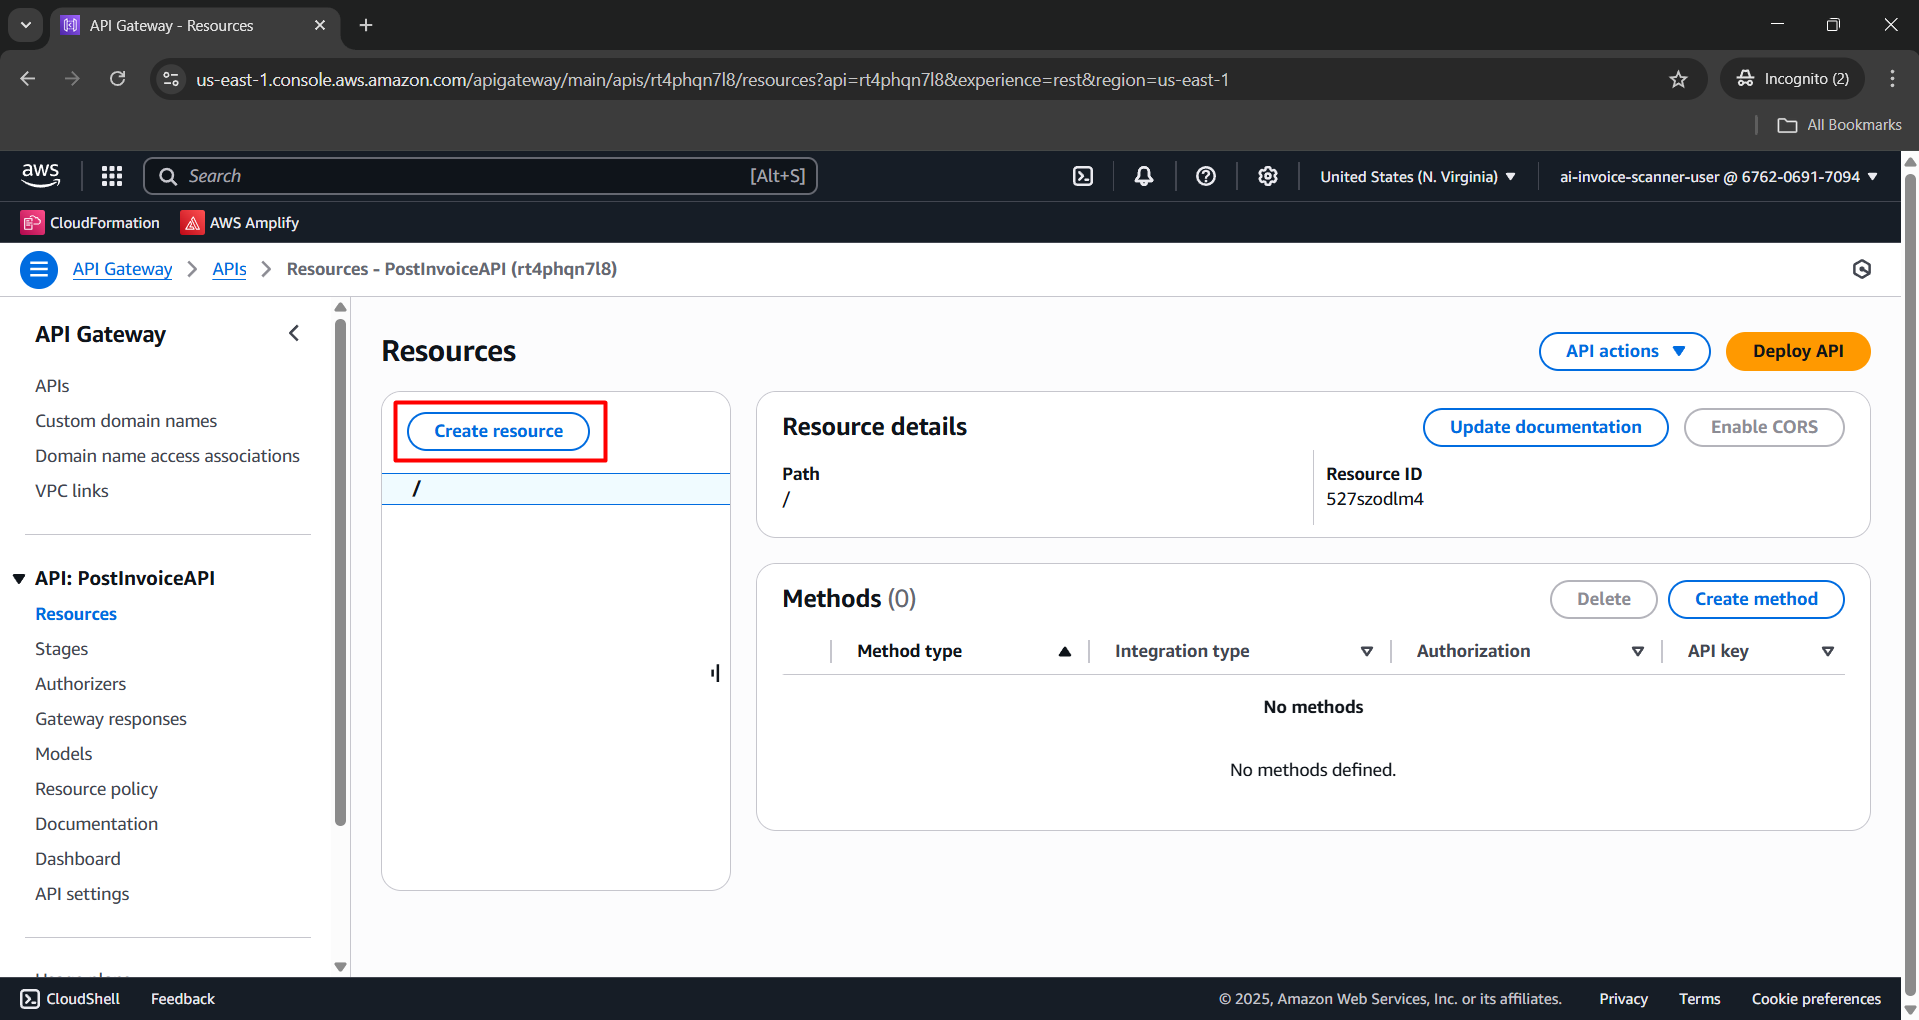 API Gateway - Resources
us-east-1.console.aws.amazon.com/apigateway/main/apis/rt4phqn7l8/resources?api=rt4phqn7l8&experience=rest&region=us-east-1
Incognito (2)
All Bookmarks
aws
Search
[Alt+S]
United States (N. Virginia)
ai-invoice-scanner-user @ 6762-0691-7094
CloudFormation
AWS Amplify
API Gateway
APIs
Resources - PostInvoiceAPI (rt4phqn7l8)
API Gateway
APIs
Custom domain names
Domain name access associations
VPC links
API: PostInvoiceAPI
Resources
Stages
Authorizers
Gateway responses
Models
Resource policy
Documentation
Dashboard
API settings
Resources
API actions
Deploy API
Create resource
/
Resource details
Update documentation
Enable CORS
Path
/
Resource ID
527szodlm4
Methods (0)
Delete
Create method
Method type
Integration type
Authorization
API key
No methods
No methods defined.
CloudShell
Feedback
© 2025, Amazon Web Services, Inc. or its affiliates.
Privacy
Terms
Cookie preferences